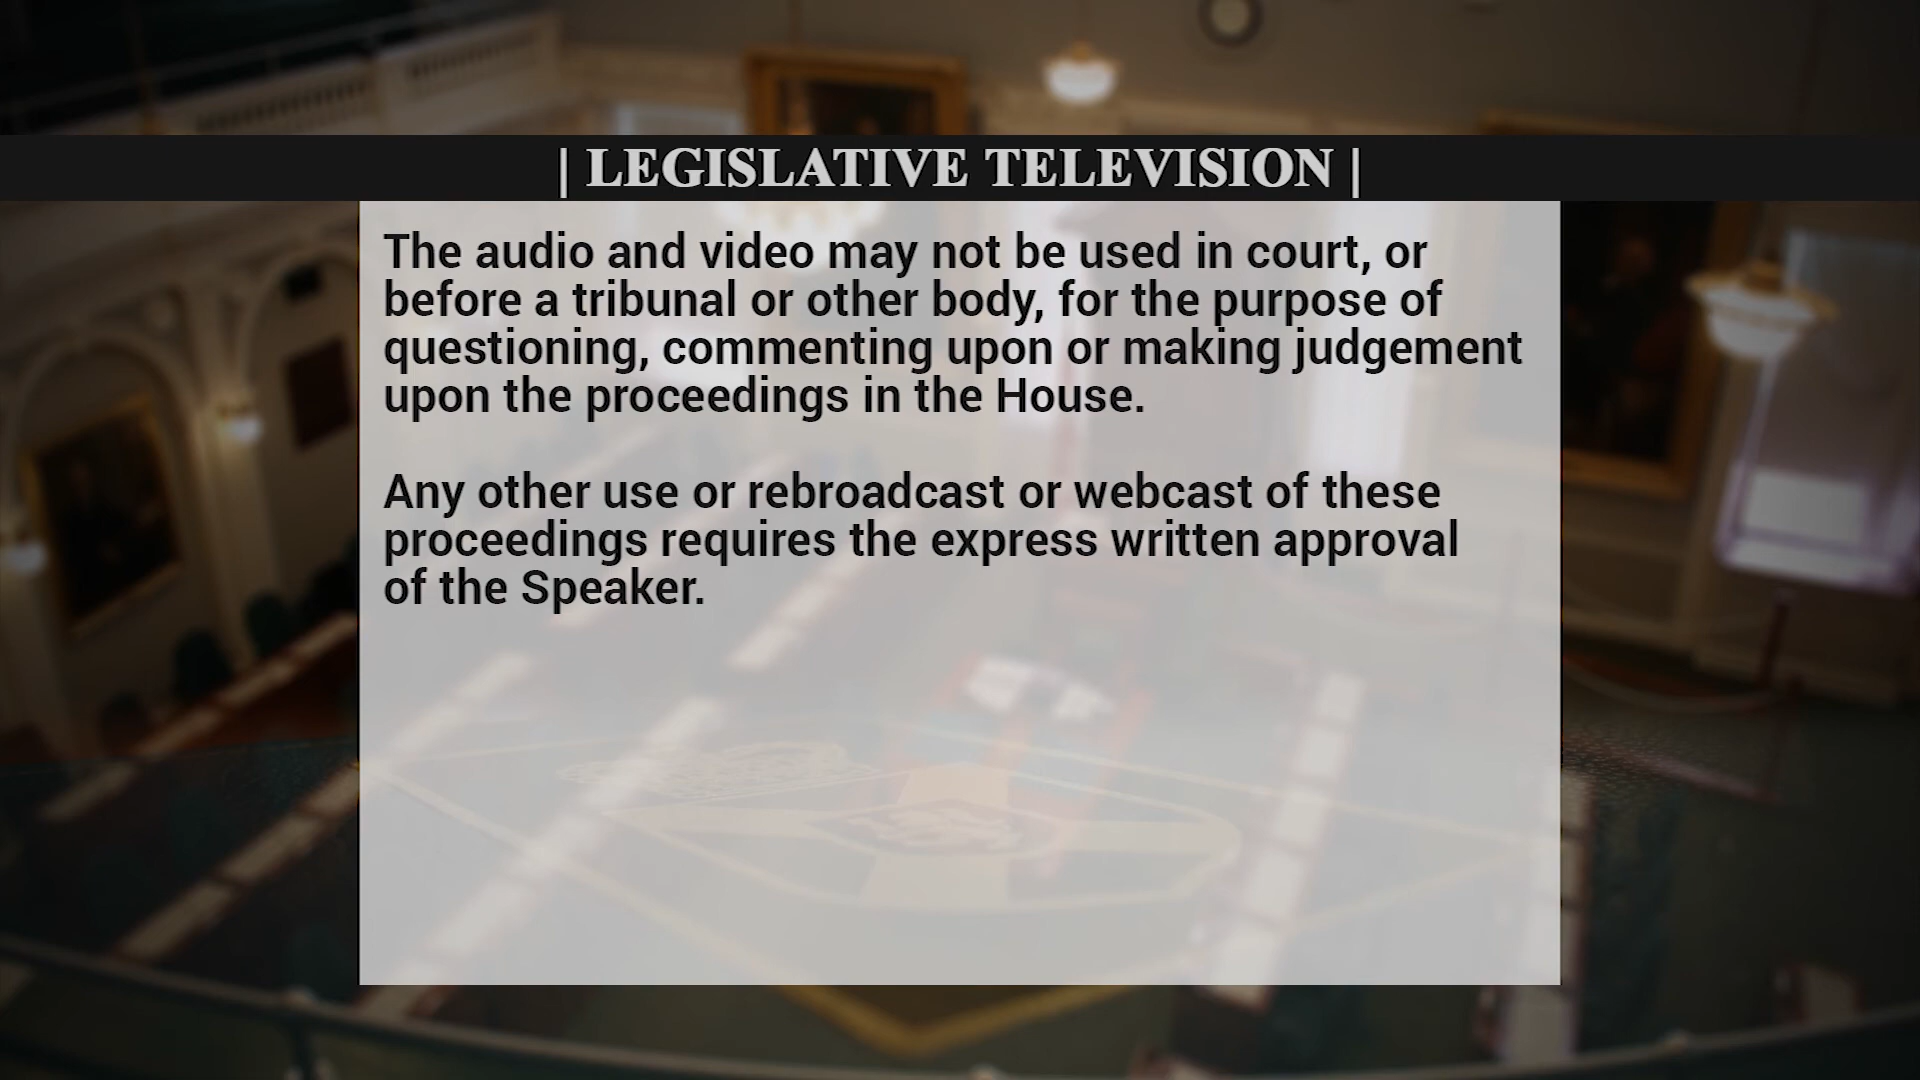 | LEGISLATIVE TELEVISION |
The audio and video may not be used in court, or
before a tribunal or other body, for the purpose of
questioning, commenting upon or making judgement
upon the proceedings in the House.
Any other use or rebroadcast or webcast of these
proceedings requires the express written approval
of the Speaker.